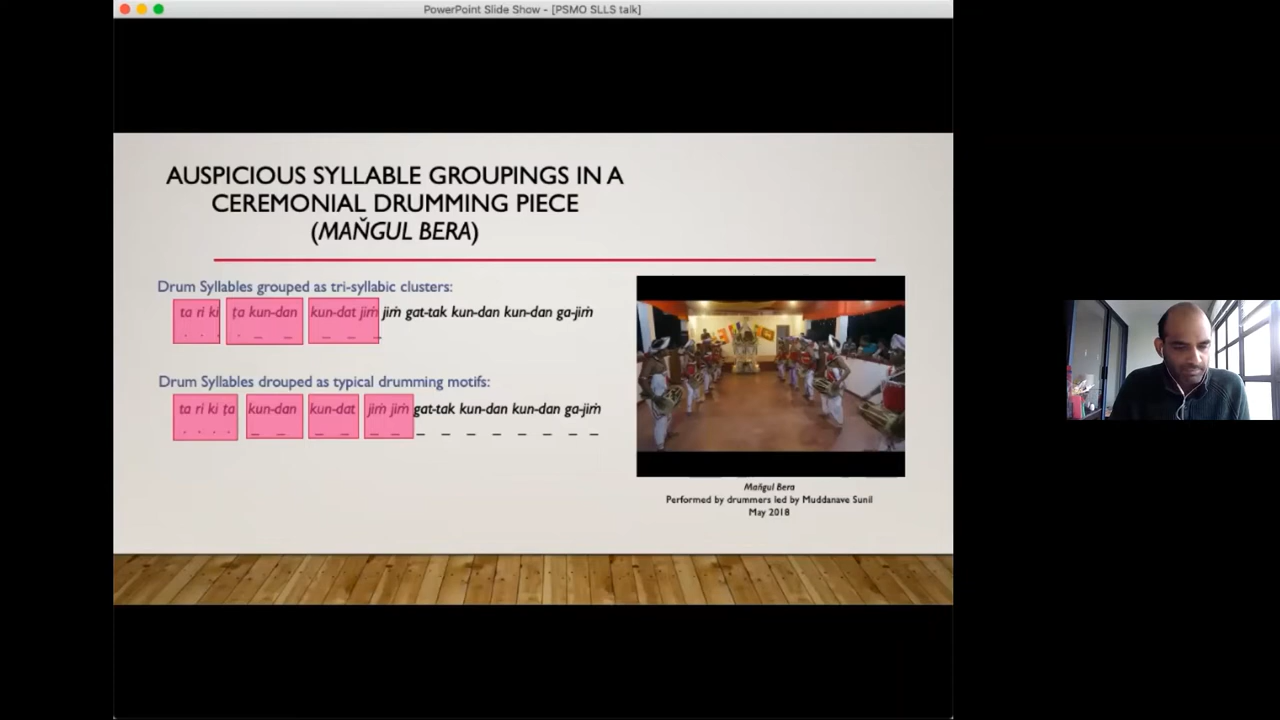 PowerPoint Slide Show - [PSMO SLLS talk]
AUSPICIOUS SYLLABLE GROUPINGS IN A
CEREMONIAL DRUMMING PIECE
(MAŇGUL BERA)
Drum Syllables grouped as tri-syllabic clusters:
ta ri ki ṭa kun-dan kun-dat jiṁ jiṁ gat-tak kun-dan kun-dan ga-jiṁ
Drum Syllables drouped as typical drumming motifs:
ta ri ki ṭa kun-dan kun-dat jiṁ jiṁ gat-tak kun-dan kun-dan ga-jiṁ
Maňgul Bera
Performed by drummers led by Muddanave Sunil
May 2018